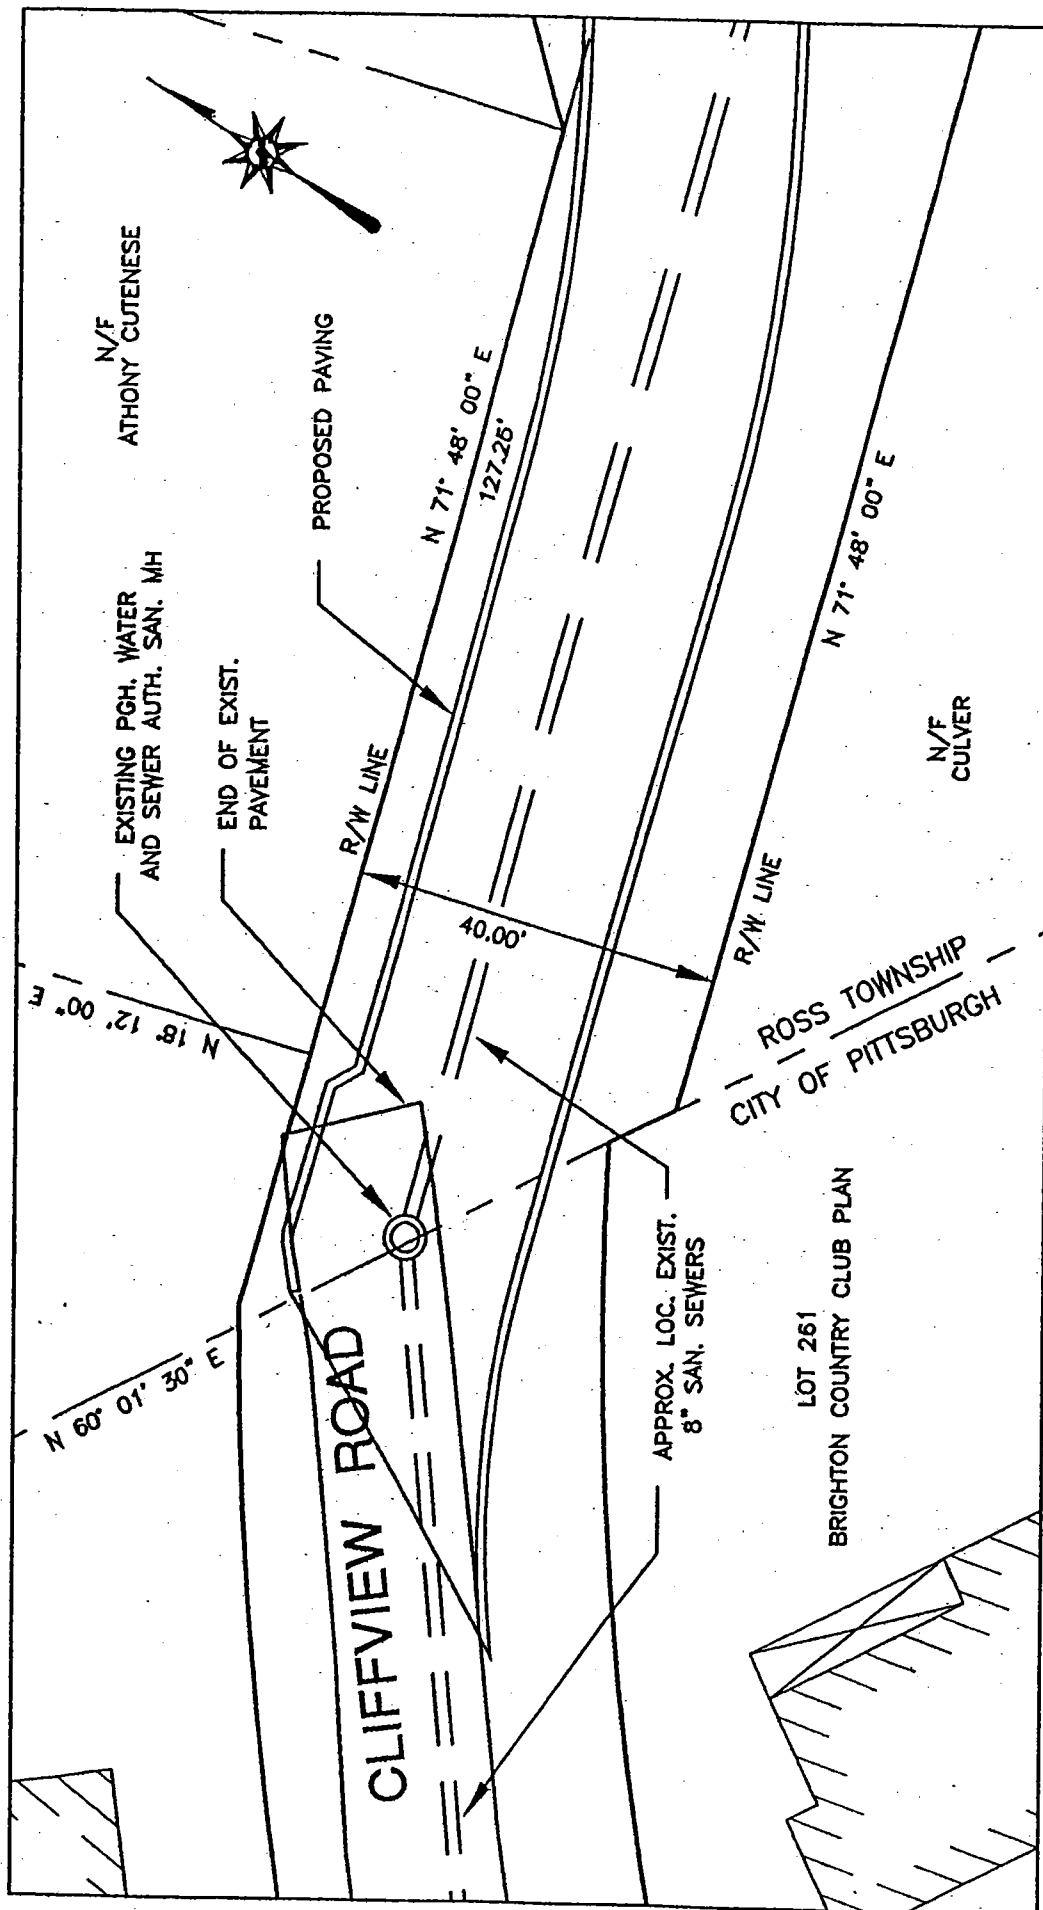 N/F
ATHONY CUTENESE
EXISTING PGH. WATER
AND SEWER AUTH. SAN. MH
END OF EXIST.
PAVEMENT
PROPOSED PAVING
N 71° 48' 00" E
127.26'
R/W LINE
N 18° 12' 00" E
40.00'
N 71° 48' 00" E
R/W LINE
N/F
CULVER
ROSS TOWNSHIP
CITY OF PITTSBURGH
N 60° 01' 30" E
CLIFFVIEW ROAD
APPROX. LOC. EXIST.
8" SAN. SEWERS
LOT 261
BRIGHTON COUNTRY CLUB PLAN